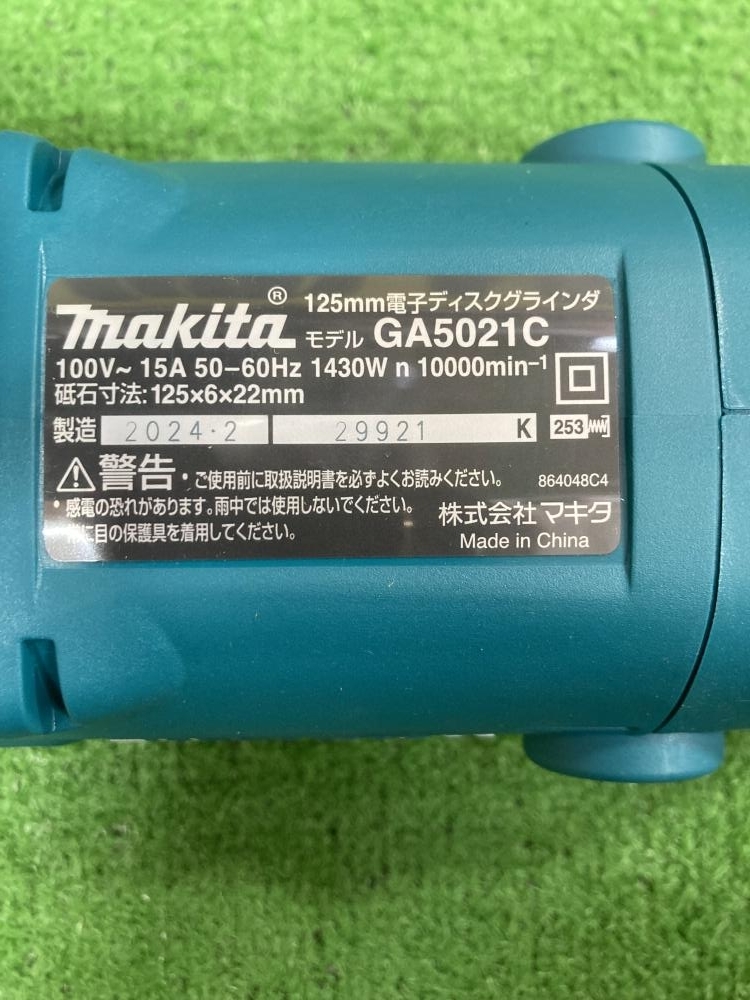 makita® 125mm電子ディスクグラインダ
モデル GA5021C
100V~ 15A 50-60Hz 1430W n 10000min⁻¹
砥石寸法:125×6×22mm
製造 2024・2 29921 K 253
⚠警告・ご使用前に取扱説明書を必ずよくお読みください。 864048C4
・感電の恐れがあります。雨中では使用しないでください。
常に目の保護具を着用してください。
株式会社 マキタ
Made in China